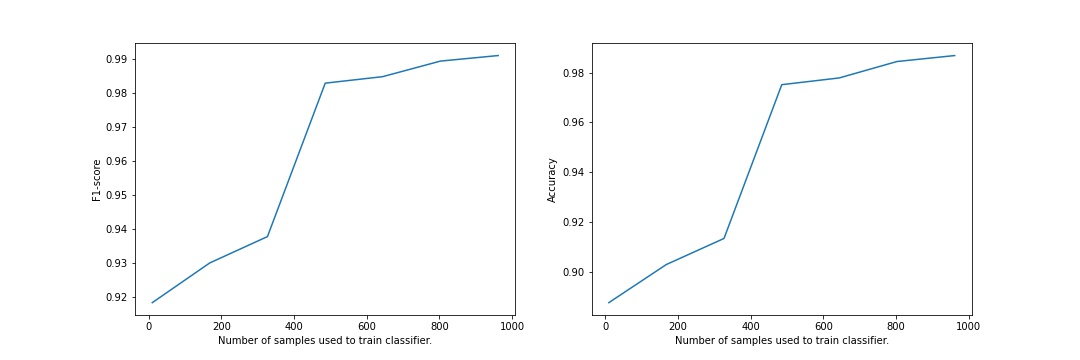 0.99
0.98
0.97
0.96
0.95
0.94
0.93
0.92
F1-score
0 200 400 600 800 1000
Number of samples used to train classifier.
0.98
0.96
0.94
0.92
0.90
Accuracy
0 200 400 600 800 1000
Number of samples used to train classifier.